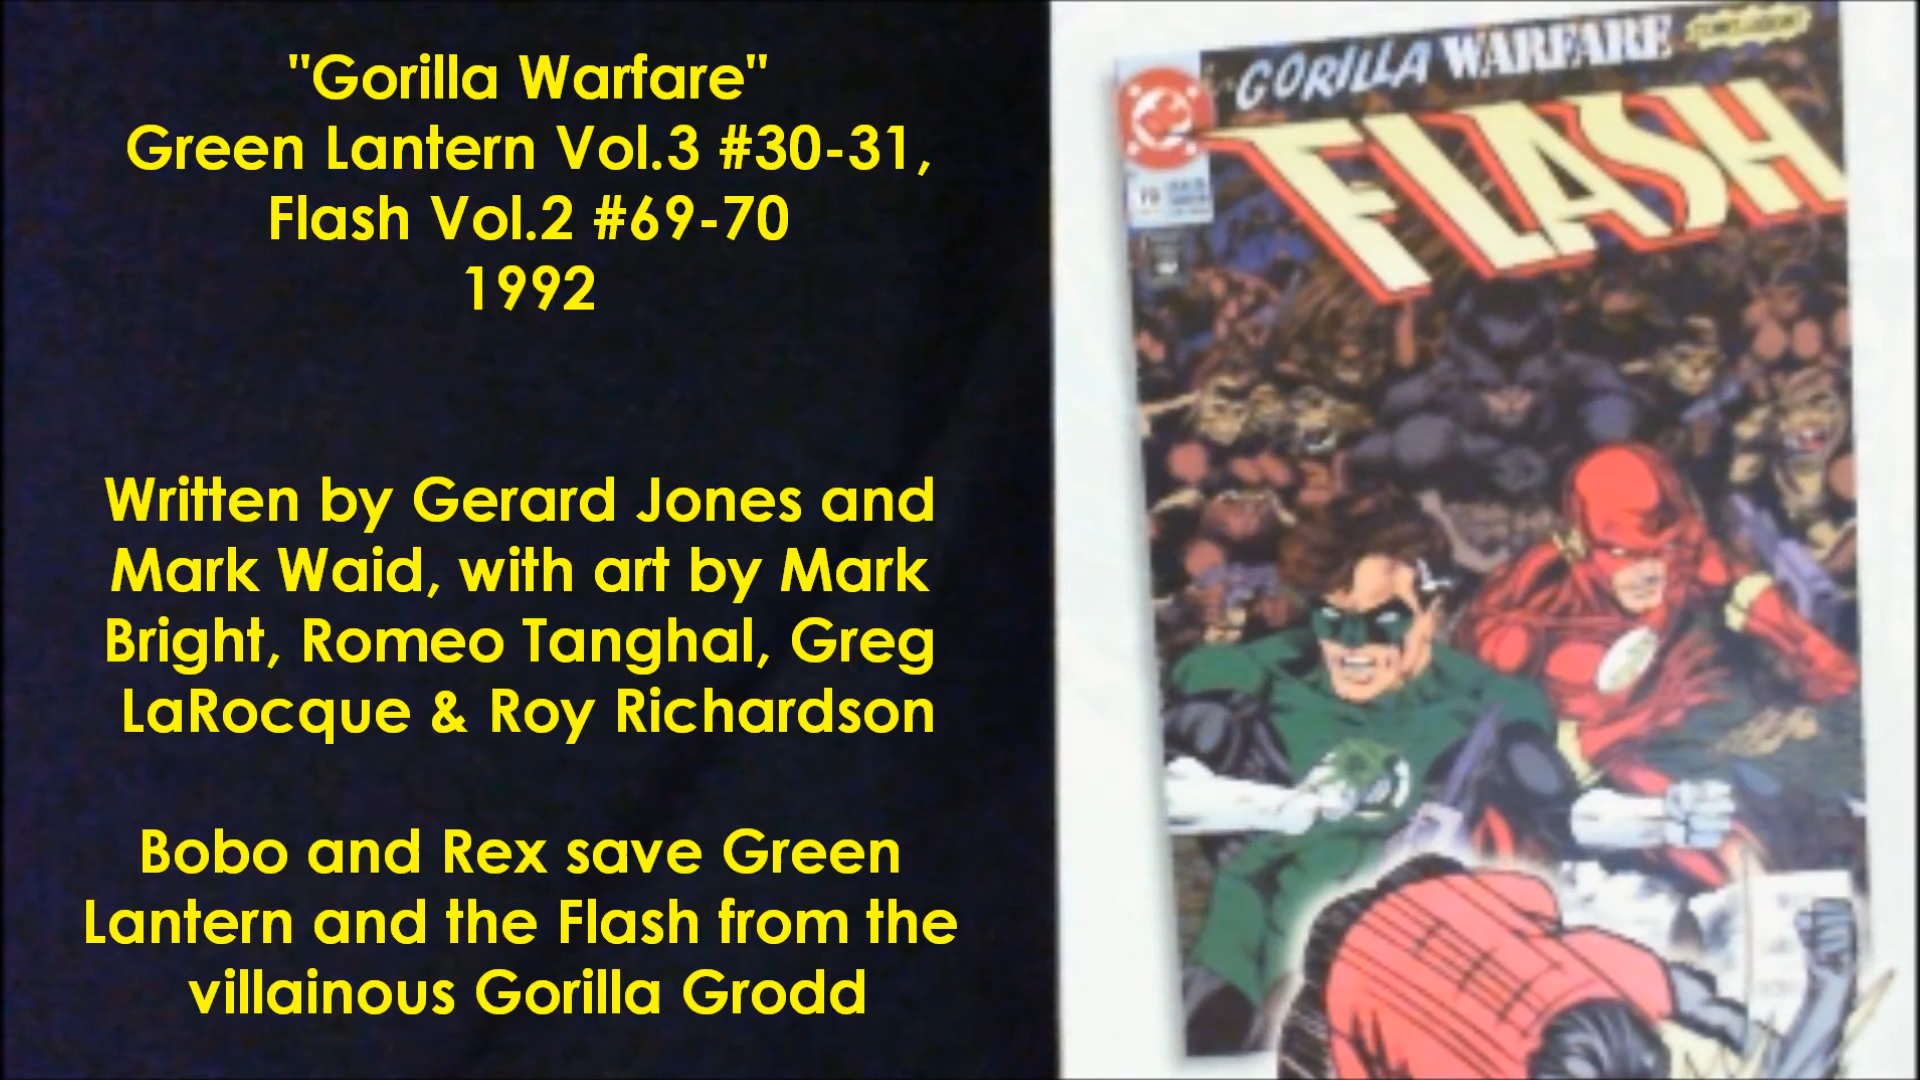 "Gorilla Warfare"
Green Lantern Vol.3 #30-31,
Flash Vol.2 #69-70
1992
Written by Gerard Jones and
Mark Waid, with art by Mark
Bright, Romeo Tanghal, Greg
LaRocque & Roy Richardson
Bobo and Rex save Green
Lantern and the Flash from the
villainous Gorilla Grodd
GORILLA WARFARE
FLASH
70